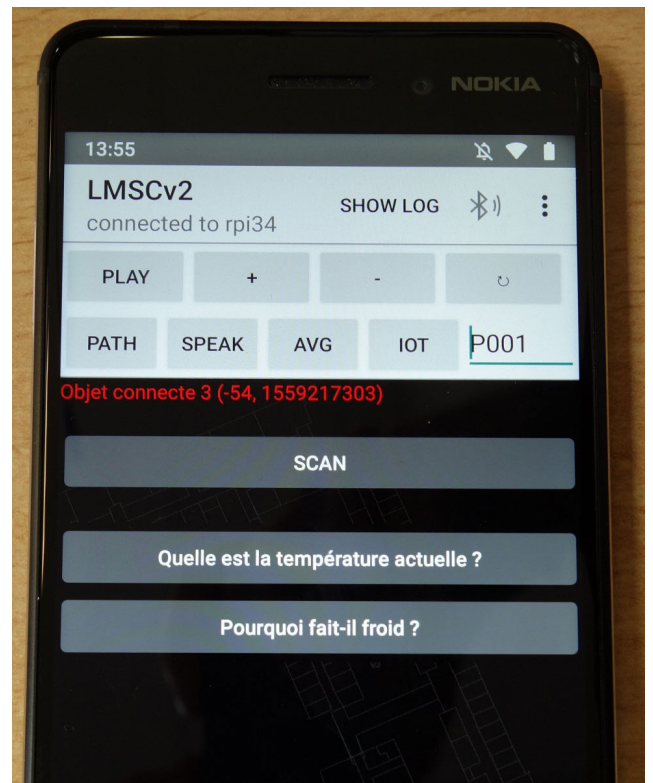 NOKIA
13:55
LMSCv2
connected to rpi34
SHOW LOG
PLAY + -
PATH SPEAK AVG IOT P001
Objet connecte 3 (-54, 1559217303)
SCAN
Quelle est la température actuelle ?
Pourquoi fait-il froid ?